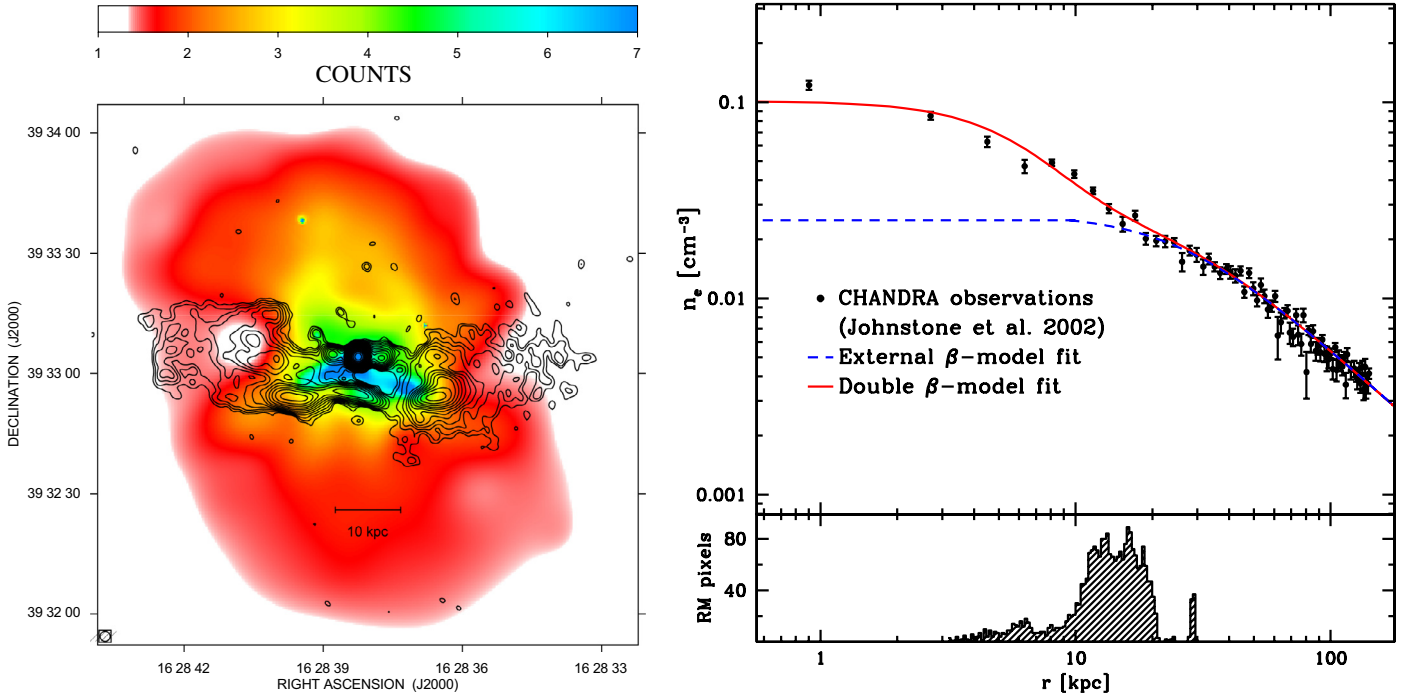 1 2 3 4 5 6 7
COUNTS
39 34 00
33 30
39 33 00
39 32 30
39 32 00
DECLINATION (J2000)
10 kpc
16 28 42 16 28 39 16 28 36 16 28 33
RIGHT ASCENSION (J2000)
0.1
0.01
0.001
n_e [cm⁻³]
CHANDRA observations
(Johnstone et al. 2002)
External β-model fit
Double β-model fit
80
40
RM pixels
1 10 100
r [kpc]